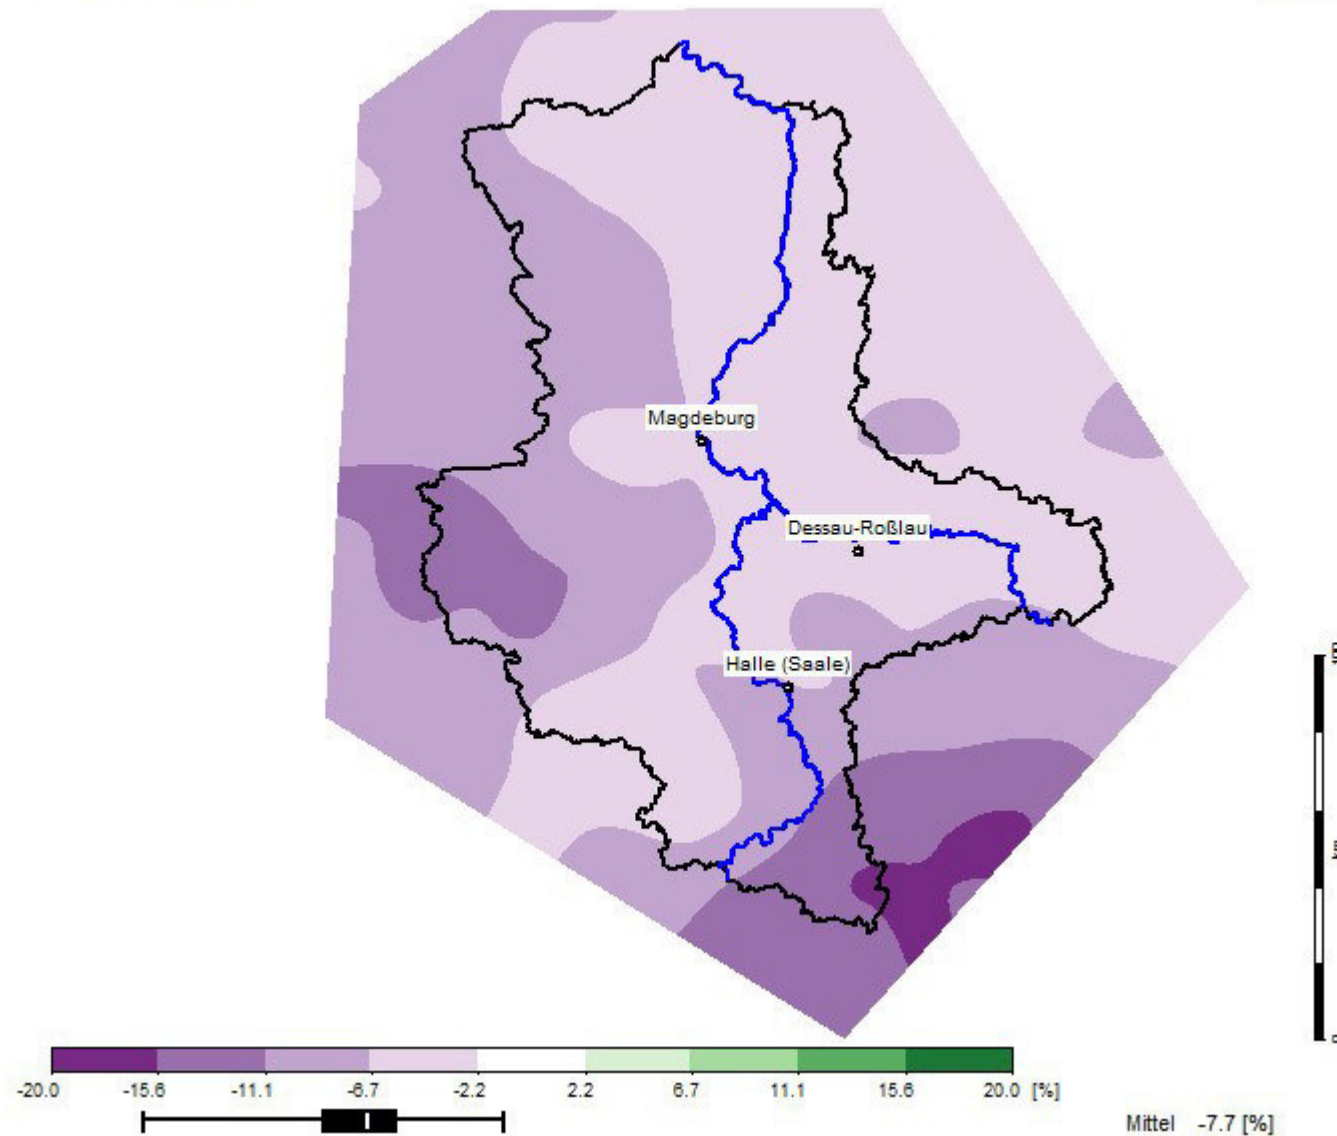 Magdeburg
Dessau-Roßlau
Halle (Saale)
-20.0 -15.6 -11.1 -6.7 -2.2 2.2 6.7 11.1 15.6 20.0 [%]
Mittel -7.7 [%]